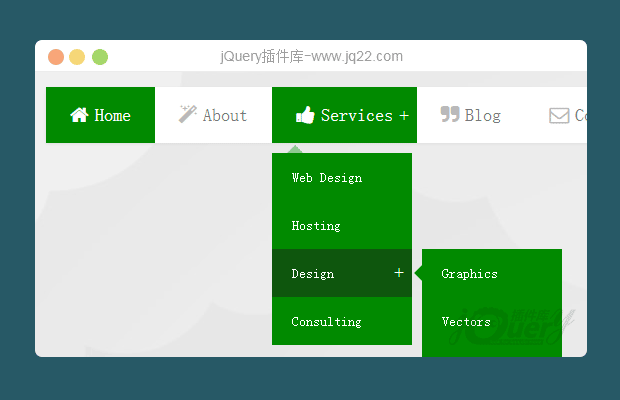 jQuery插件库-www.jq22.com
Home About Services + Blog Co
Web Design
Hosting
Design +
Consulting
Graphics
Vectors
jQuery